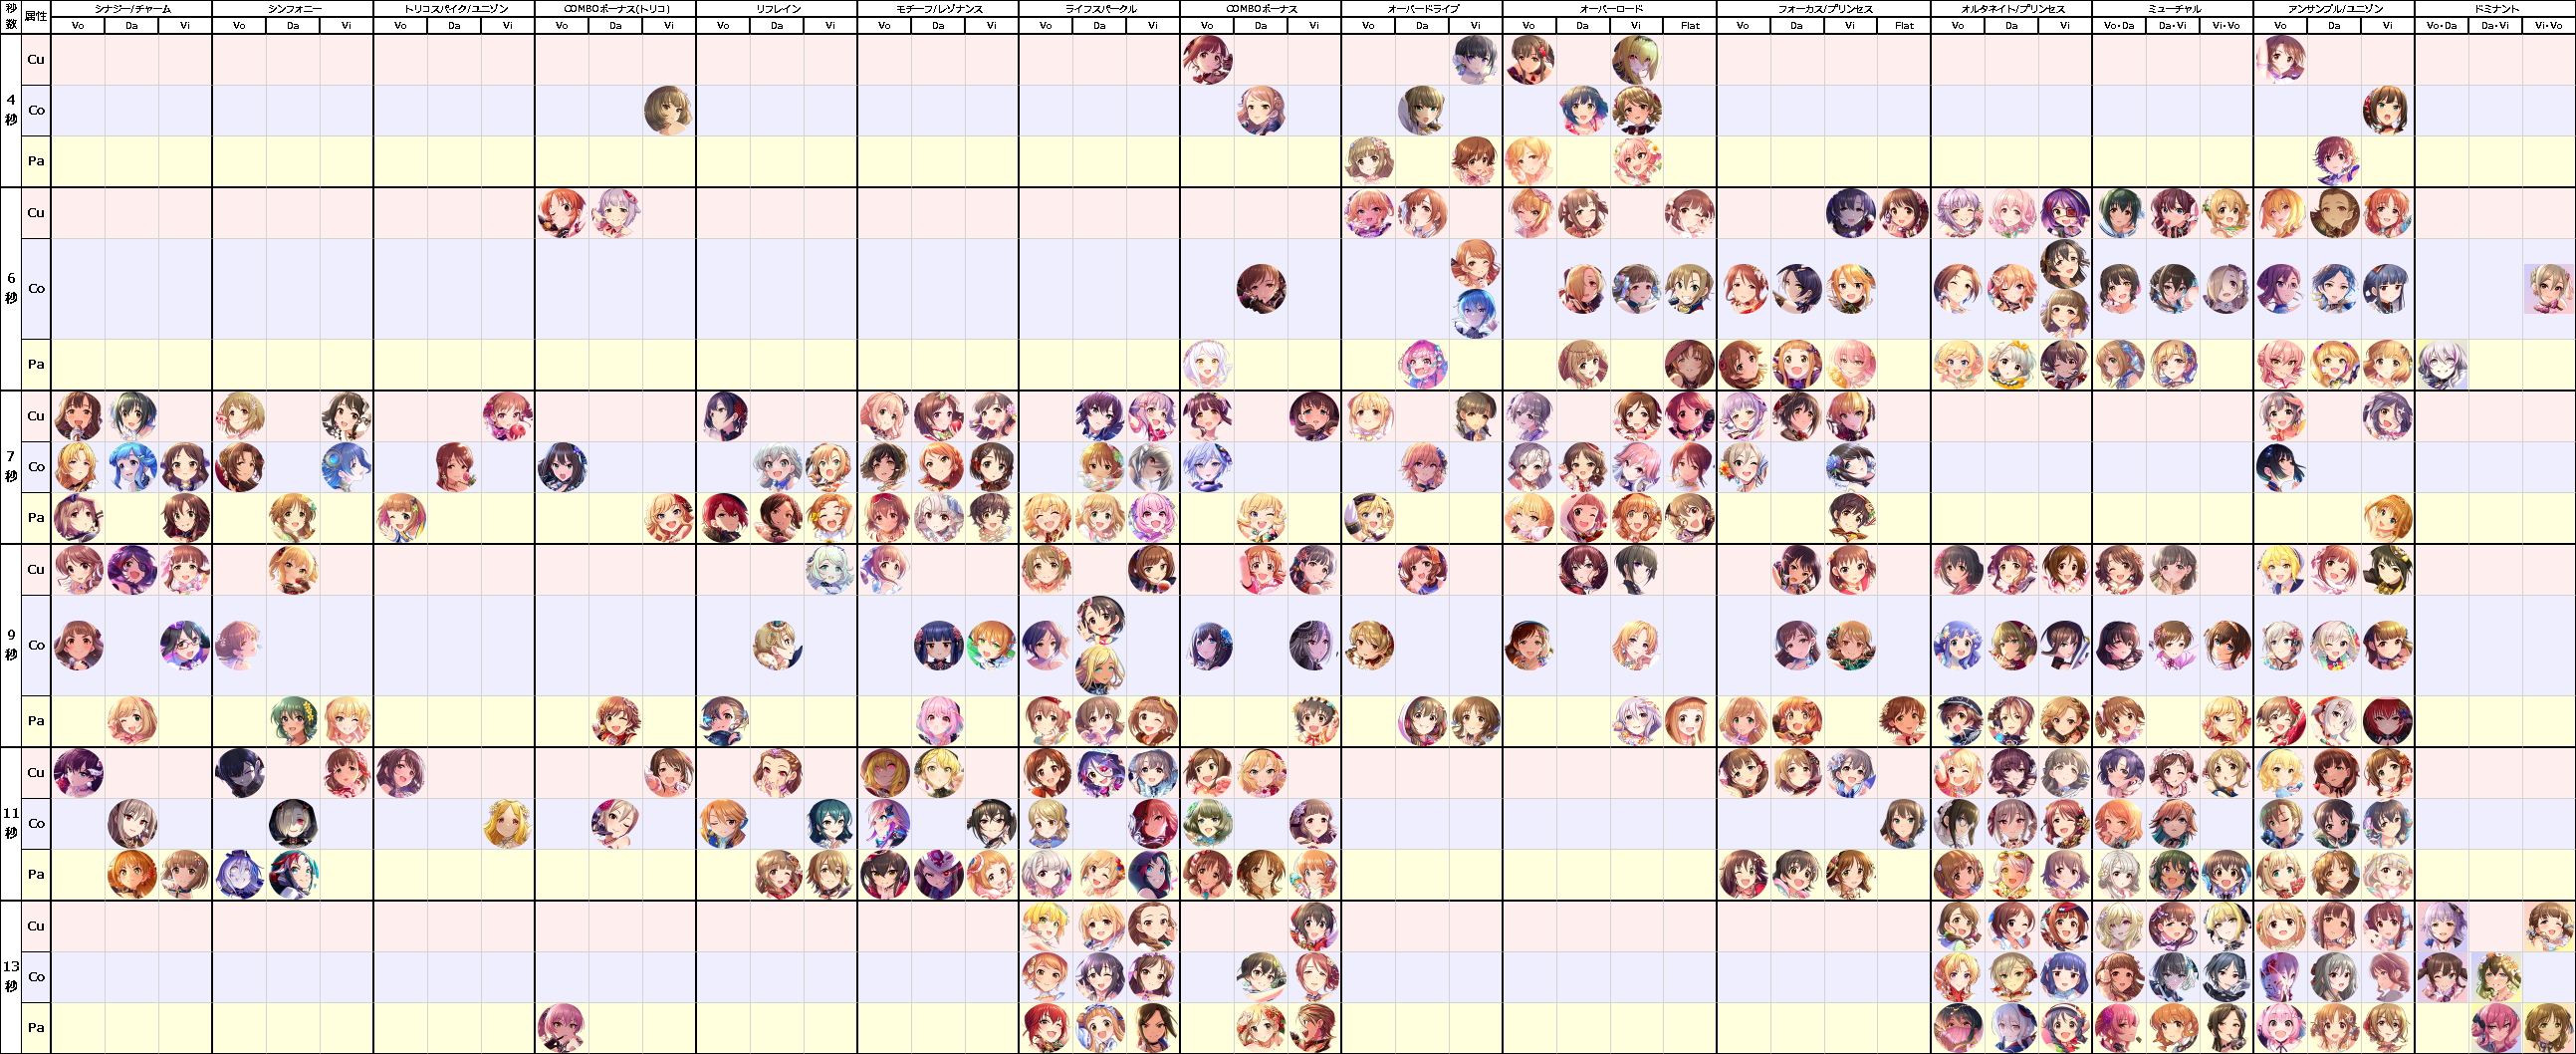 秒数 属性 シナジー/チャーム シンフォニー トリコスパイク/ユニゾン COMBOボーナス(トリコ) リフレイン モチーフ/レゾナンス ライフスパークル COMBOボーナス オーバードライブ オーバーロード フォーカス/プリンセス オルタネイト/プリンセス ミューチャル アンサンブル/ユニゾン ドミナント
Vo Da Vi Vo Da Vi Vo Da Vi Vo Da Vi Vo Da Vi Vo Da Vi Vo Da Vi Vo Da Vi Vo Da Vi Vo Da Vi Flat Vo Da Vi Flat Vo Da Vi Vo・Da Da・Vi Vi・Vo Vo Da Vi Vo・Da Da・Vi Vi・Vo
4秒
Cu
Co
Pa
6秒
Cu
Co
Pa
7秒
Cu
Co
Pa
9秒
Cu
Co
Pa
11秒
Cu
Co
Pa
13秒
Cu
Co
Pa